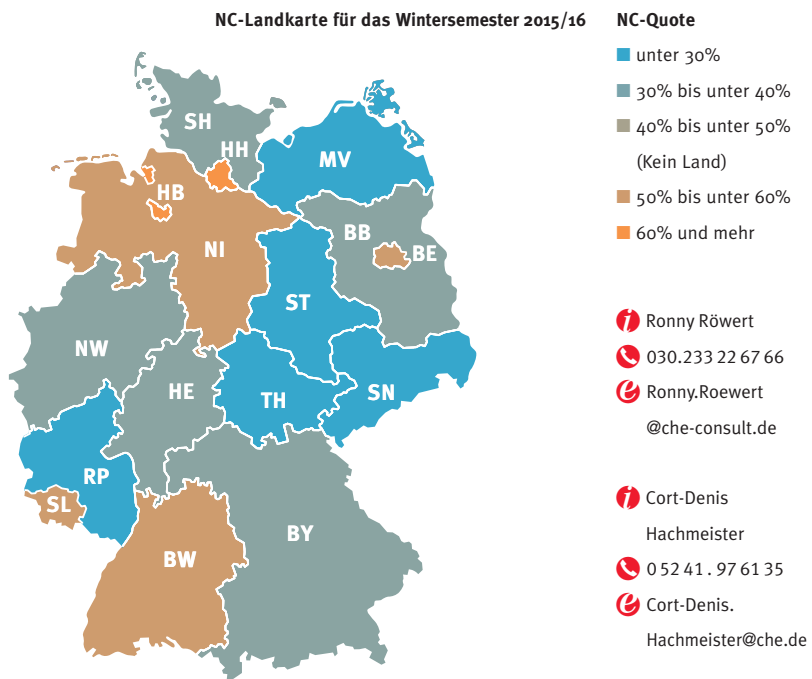 NC-Landkarte für das Wintersemester 2015/16
SH
HH
MV
HB
BB
BE
NI
ST
NW
HE
TH
SN
RP
SL
BY
BW
NC-Quote
unter 30%
30% bis unter 40%
40% bis unter 50%
(Kein Land)
50% bis unter 60%
60% und mehr
i Ronny Röwert
030.233 22 67 66
e Ronny.Roewert
@che-consult.de
i Cort-Denis
Hachmeister
0 52 41 . 97 61 35
e Cort-Denis.
Hachmeister@che.de